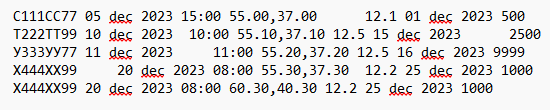 С111СС77 05 dec 2023 15:00 55.00,37.00 12.1 01 dec 2023 500
Т222ТТ99 10 dec 2023 10:00 55.10,37.10 12.5 15 dec 2023 2500
У333УУ77 11 dec 2023 11:00 55.20,37.20 12.5 16 dec 2023 9999
Х444ХХ99 20 dec 2023 08:00 55.30,37.30 12.2 25 dec 2023 1000
Х444ХХ99 20 dec 2023 08:00 60.30,40.30 12.2 25 dec 2023 1000